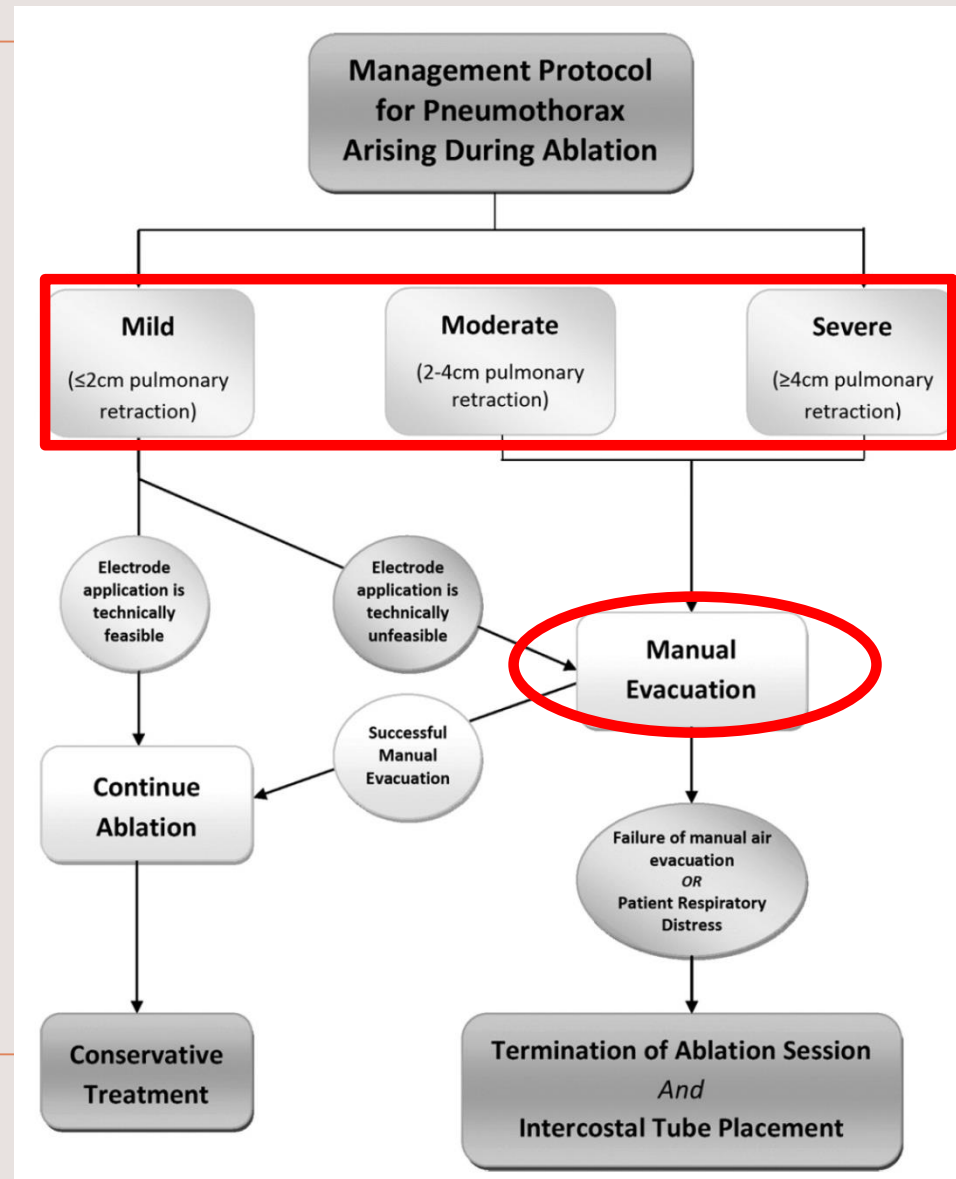 Management Protocol
for Pneumothorax
Arising During Ablation
Mild
(≤2cm pulmonary
retraction)
Moderate
(2-4cm pulmonary
retraction)
Severe
(≥4cm pulmonary
retraction)
Electrode
application is
technically
feasible
Electrode
application is
technically
unfeasible
Manual
Evacuation
Successful
Manual
Evacuation
Continue
Ablation
Failure of manual air
evacuation
OR
Patient Respiratory
Distress
Conservative
Treatment
Termination of Ablation Session
And
Intercostal Tube Placement